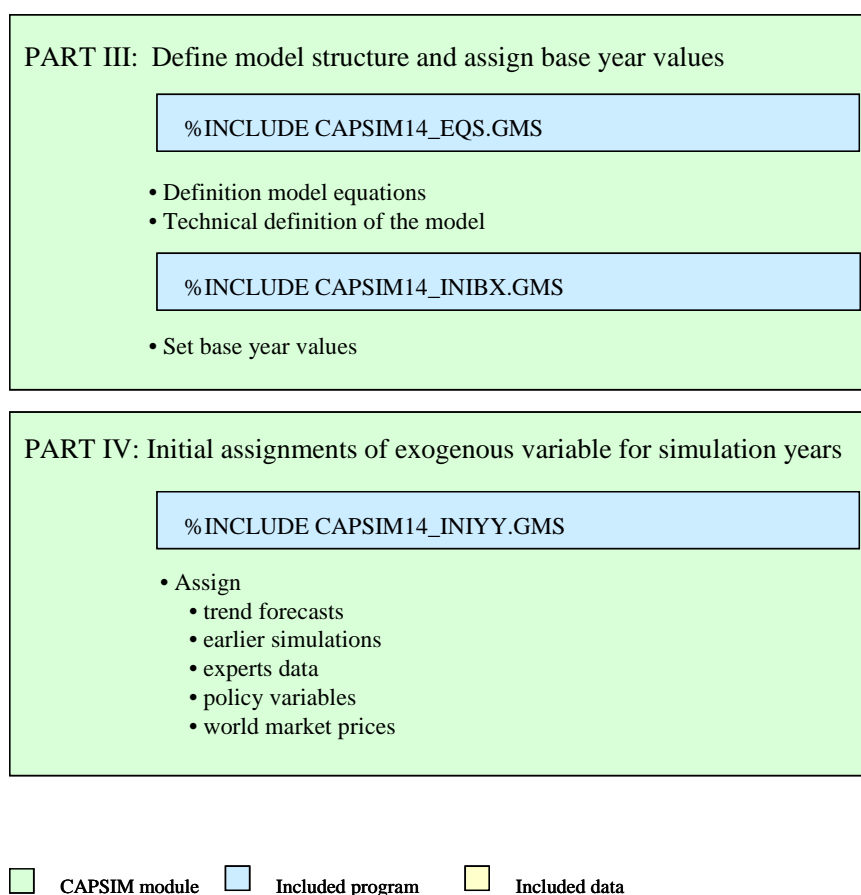 PART III: Define model structure and assign base year values
%INCLUDE CAPSIM14_EQS.GMS
• Definition model equations
• Technical definition of the model
%INCLUDE CAPSIM14_INIBX.GMS
• Set base year values
PART IV: Initial assignments of exogenous variable for simulation years
%INCLUDE CAPSIM14_INIYY.GMS
• Assign
• trend forecasts
• earlier simulations
• experts data
• policy variables
• world market prices
CAPSIM module Included program Included data